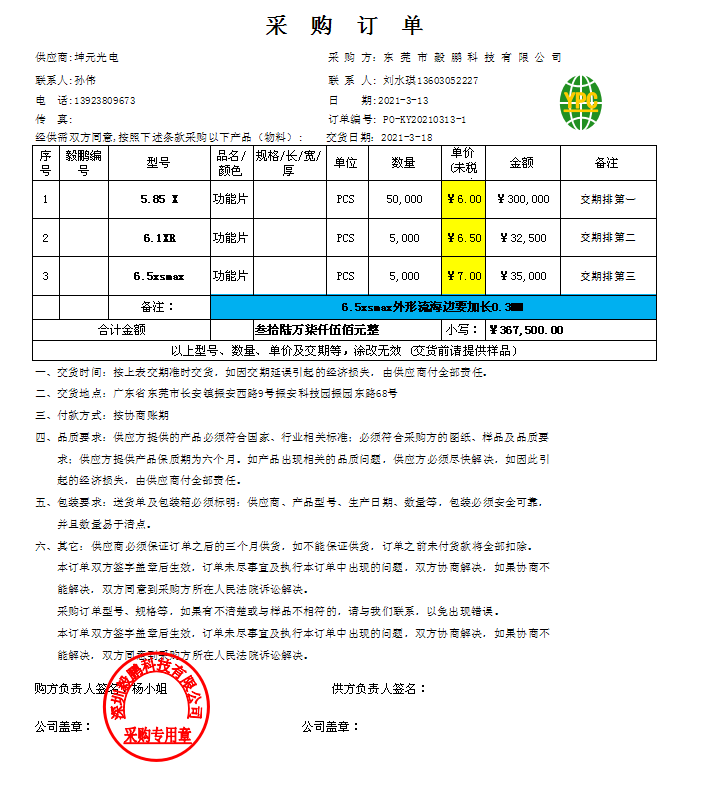 采 购 订 单
供应商:坤元光电 采 购 方: 东 莞 市 毅 鹏 科 技 有 限 公 司
联系人:孙伟 联 系 人: 刘水琪13603052227
电 话:13923809673 日 期:2021-3-13
传 真: 订单编号: PO-KY20210313-1
经供需双方同意,按照下述条款采购以下产品（物料）: 交货日期: 2021-3-18
YPC
序号 毅鹏编号 型号 品名/颜色 规格/长/宽/厚 单位 数量 单价(未税 金额 备注
1 5.85 X 功能片 PCS 50,000 ¥6.00 ¥300,000 交期排第一
2 6.1XR 功能片 PCS 5,000 ¥6.50 ¥32,500 交期排第二
3 6.5xsmax 功能片 PCS 5,000 ¥7.00 ¥35,000 交期排第三
备注： 6.5xsmax外形流海边要加长0.3MM
合计金额 叁拾陆万柒仟伍佰元整 小写： ¥367,500.00
以上型号、数量、单价及交期等，涂改无效（交货前请提供样品）
一、交货时间：按上表交期准时交货，如因交期延误引起的经济损失，由供应商付全部责任。
二、交货地点：广东省东莞市长安镇振安西路9号振安科技园振园东路68号
三、付款方式：按协商账期
四、品质要求：供应方提供的产品必须符合国家、行业相关标准；必须符合采购方的图纸、样品及品质要
求；供应方提供产品保质期为六个月。如产品出现相关的品质问题，供应方必须尽快解决，如因此引
起的经济损失，由供应商付全部责任。
五、包装要求：送货单及包装箱必须标明：供应商、产品型号、生产日期、数量等，包装必须安全可靠，
并且数量易于清点。
六、其它：供应商必须保证订单之后的三个月供货，如不能保证供货，订单之前未付货款将全部扣除。
本订单双方签字盖章后生效，订单未尽事宜及执行本订单中出现的问题，双方协商解决，如果协商不
能解决，双方同意到采购方所在人民法院诉讼解决。
采购订单型号、规格等，如果有不清楚或与样品不相符的，请与我们联系，以免出现错误。
本订单双方签字盖章后生效，订单未尽事宜及执行本订单中出现的问题，双方协商解决，如果协商不
能解决，双方同意到采购方所在人民法院诉讼解决。
购方负责人签名：杨小姐 供方负责人签名：
公司盖章： 公司盖章：
深圳毅鹏科技有限公司
采购专用章